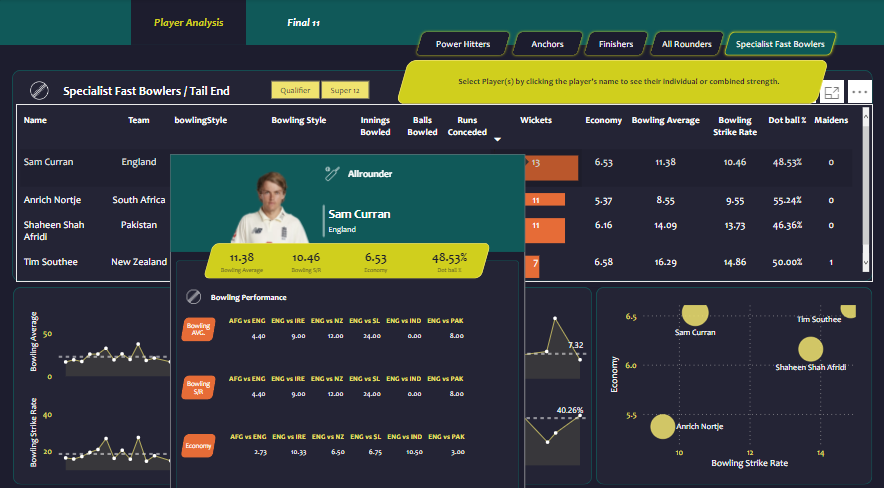 Player Analysis
Final 11
Power Hitters
Anchors
Finishers
All Rounders
Specialist Fast Bowlers
Select Player(s) by clicking the player's name to see their individual or combined strength.
Specialist Fast Bowlers / Tail End
Qualifier
Super 12
Name Team bowlingStyle Bowling Style Innings Bowled Balls Bowled Runs Conceded Wickets Economy Bowling Average Bowling Strike Rate Dot ball % Maidens
Sam Curran England 13 6.53 11.38 10.46 48.53% 0
Anrich Nortje South Africa 11 5.37 8.55 9.55 55.24% 0
Shaheen Shah Afridi Pakistan 11 6.16 14.09 13.73 46.36% 0
Tim Southee New Zealand 7 6.58 16.29 14.86 50.00% 1
Allrounder
Sam Curran
England
11.38 10.46 6.53 48.53%
Bowling Average Bowling S/R Economy Dot ball %
Bowling Performance
Bowling AVG.
AFG vs ENG ENG vs IRE ENG vs NZ ENG vs SL ENG vs IND ENG vs PAK
4.40 9.00 11.00 24.00 0.00 8.00
Bowling S/R
AFG vs ENG ENG vs IRE ENG vs NZ ENG vs SL ENG vs IND ENG vs PAK
4.40 9.00 12.00 24.00 0.00 8.00
Economy
AFG vs ENG ENG vs IRE ENG vs NZ ENG vs SL ENG vs IND ENG vs PAK
2.73 10.33 6.50 6.75 10.50 3.00
Bowling Average
50
0
Bowling Strike Rate
40
20
7.32
40.26%
Economy
6.5
6.0
5.5
Sam Curran
Tim Southee
Shaheen Shah Afridi
Anrich Nortje
10 12 14
Bowling Strike Rate